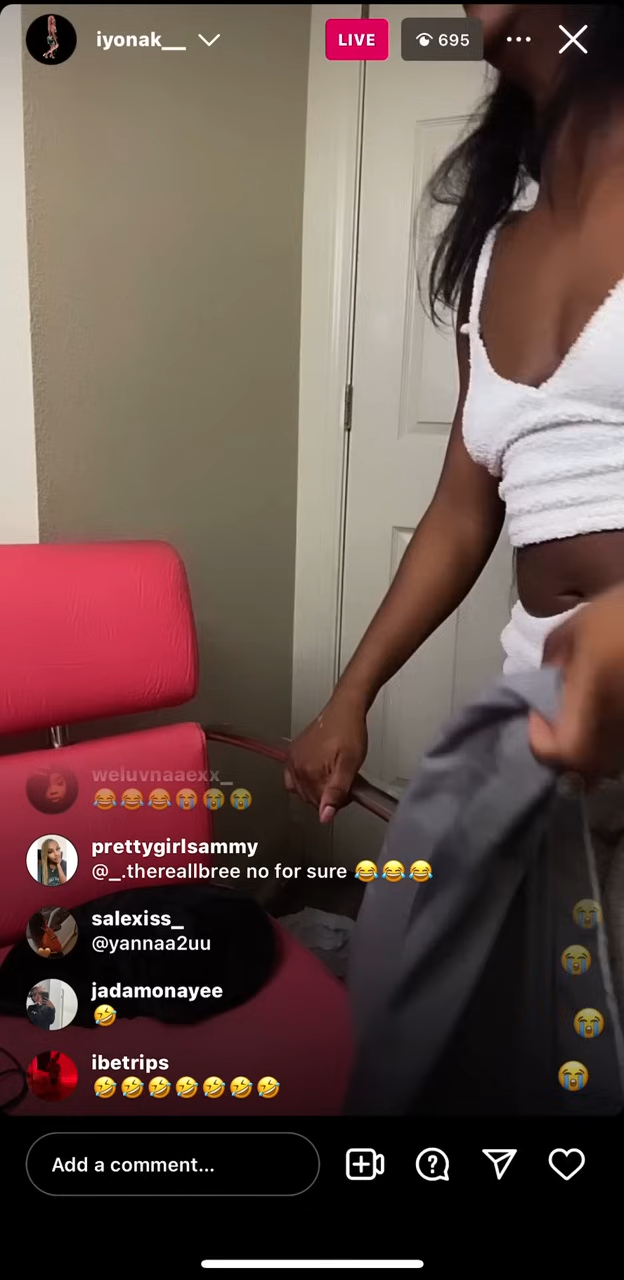 iyonak__
LIVE
695
weluvnaaexx_
😂😂😂😭😭😭
prettygirlsammy
@_.thereallbree no for sure 😂😂😂
salexiss_
@yannaa2uu
jadamonayee
🤣
ibetrips
🤣🤣🤣🤣🤣🤣🤣
Add a comment...